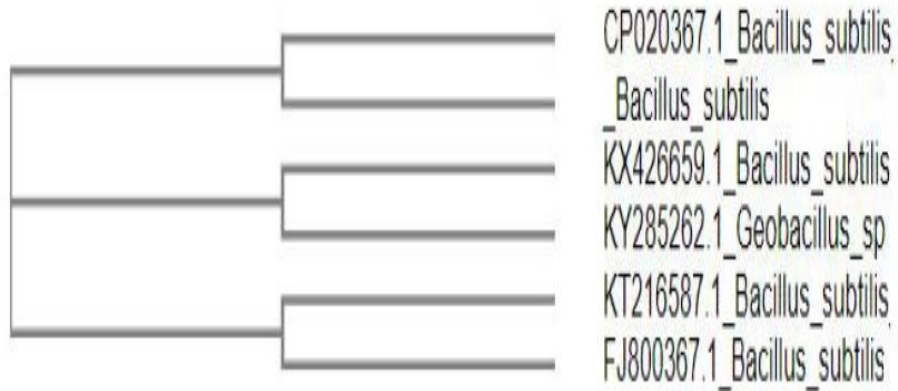 CP020367.1_Bacillus_subtilis
_Bacillus_subtilis
KX426659.1_Bacillus_subtilis
KY285262.1_Geobacillus_sp
KT216587.1_Bacillus_subtilis
FJ800367.1_Bacillus_subtilis